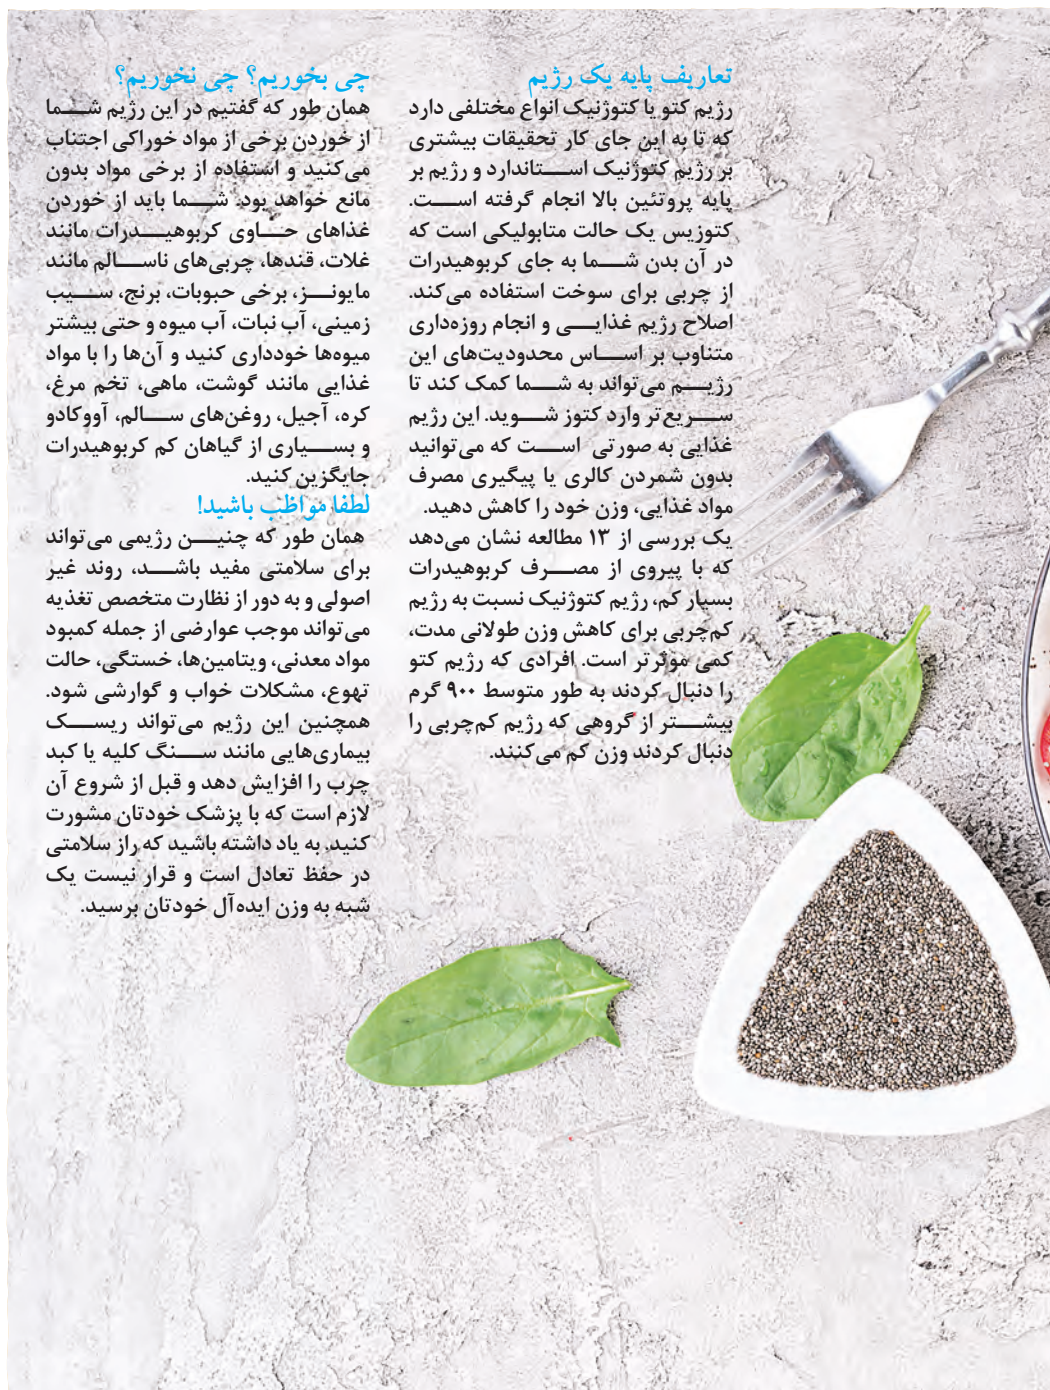 تعاریف پایه یک رژیم
رژیم کتو یا کتوژنیک انواع مختلفی دارد
که تا به این جای کار تحقیقات بیشتری
بر رژیم کتوژنیک استاندارد و رژیم بر
پایه پروتئین بالا انجام گرفته است.
کتوزیس یک حالت متابولیکی است که
در آن بدن شما به جای کربوهیدرات
از چربی برای سوخت استفاده می‌کند.
اصلاح رژیم غذایی و انجام روزه‌داری
متناوب بر اساس محدودیت‌های این
رژیم می‌تواند به شما کمک کند تا
سریع‌تر وارد کتوز شوید. این رژیم
غذایی به صورتی است که می‌توانید
بدون شمردن کالری یا پیگیری مصرف
مواد غذایی، وزن خود را کاهش دهید.
یک بررسی از ۱۳ مطالعه نشان می‌دهد
که با پیروی از مصرف کربوهیدرات
بسیار کم، رژیم کتوژنیک نسبت به رژیم
کم‌چربی برای کاهش وزن طولانی مدت،
کمی موثرتر است. افرادی که رژیم کتو
را دنبال کردند به طور متوسط ۹۰۰ گرم
بیشتر از گروهی که رژیم کم‌چربی را
دنبال کردند وزن کم می‌کنند.
چی بخوریم؟ چی نخوریم؟
همان طور که گفتیم در این رژیم شما
از خوردن برخی از مواد خوراکی اجتناب
می‌کنید و استفاده از برخی مواد بدون
مانع خواهد بود. شما باید از خوردن
غذاهای حاوی کربوهیدرات مانند
غلات، قندها، چربی‌های ناسالم مانند
مایونز، برخی حبوبات، برنج، سیب
زمینی، آب نبات، آب میوه و حتی بیشتر
میوه‌ها خودداری کنید و آن‌ها را با مواد
غذایی مانند گوشت، ماهی، تخم مرغ،
کره، آجیل، روغن‌های سالم، آووکادو
و بسیاری از گیاهان کم کربوهیدرات
جایگزین کنید.
لطفا مواظب باشید!
همان طور که چنین رژیمی می‌تواند
برای سلامتی مفید باشد، روند غیر
اصولی و به دور از نظارت متخصص تغذیه
می‌تواند موجب عوارضی از جمله کمبود
مواد معدنی، ویتامین‌ها، خستگی، حالت
تهوع، مشکلات خواب و گوارشی شود.
همچنین این رژیم می‌تواند ریسک
بیماری‌هایی مانند سنگ کلیه یا کبد
چرب را افزایش دهد و قبل از شروع آن
لازم است که با پزشک خودتان مشورت
کنید. به یاد داشته باشید که راز سلامتی
در حفظ تعادل است و قرار نیست یک
شبه به وزن ایده‌آل خودتان برسید.